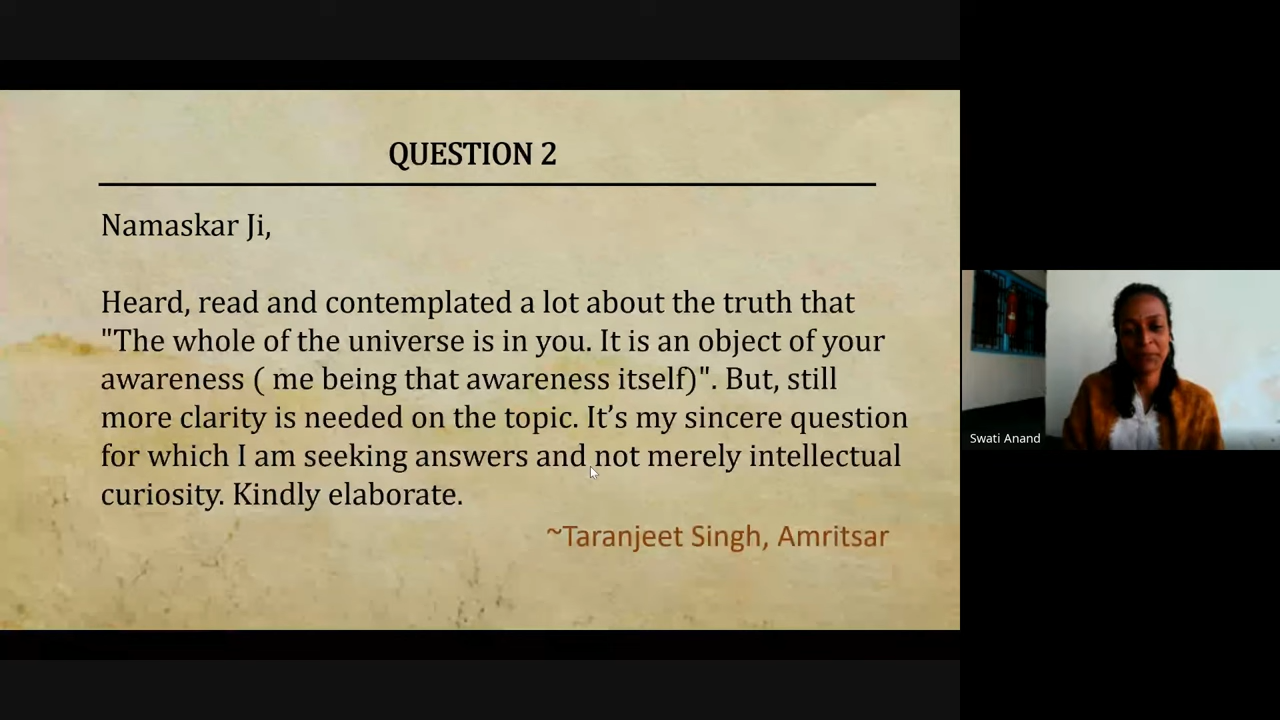 QUESTION 2
Namaskar Ji,
Heard, read and contemplated a lot about the truth that
"The whole of the universe is in you. It is an object of your
awareness ( me being that awareness itself)". But, still
more clarity is needed on the topic. It’s my sincere question
for which I am seeking answers and not merely intellectual
curiosity. Kindly elaborate.
~Taranjeet Singh, Amritsar
Swati Anand